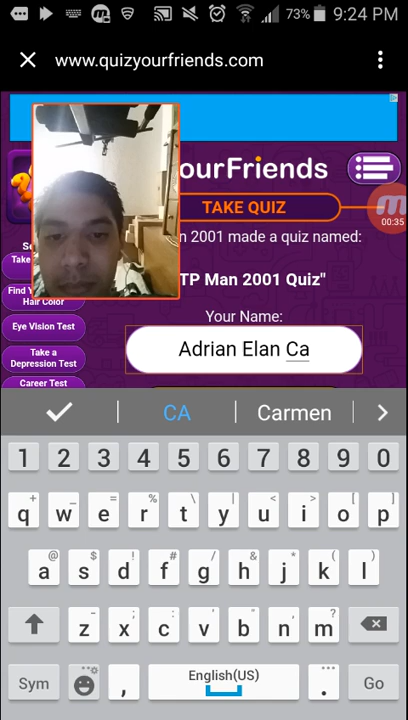 73% 9:24 PM
www.quizyourfriends.com
ourFriends
TAKE QUIZ
00:35
n 2001 made a quiz named:
TP Man 2001 Quiz"
Your Name:
Adrian Elan Ca
Take
Find Y
Hair Color
Eye Vision Test
Take a
Depression Test
Career Test
CA Carmen
1 2 3 4 5 6 7 8 9 0
+ _ = % / | < > [ ]
q w e r t y u i o p
@ $ ! # / & * ( )
a s d f g h j k l
- ' " : ; ?
z x c v b n m
English(US)
Sym , . Go